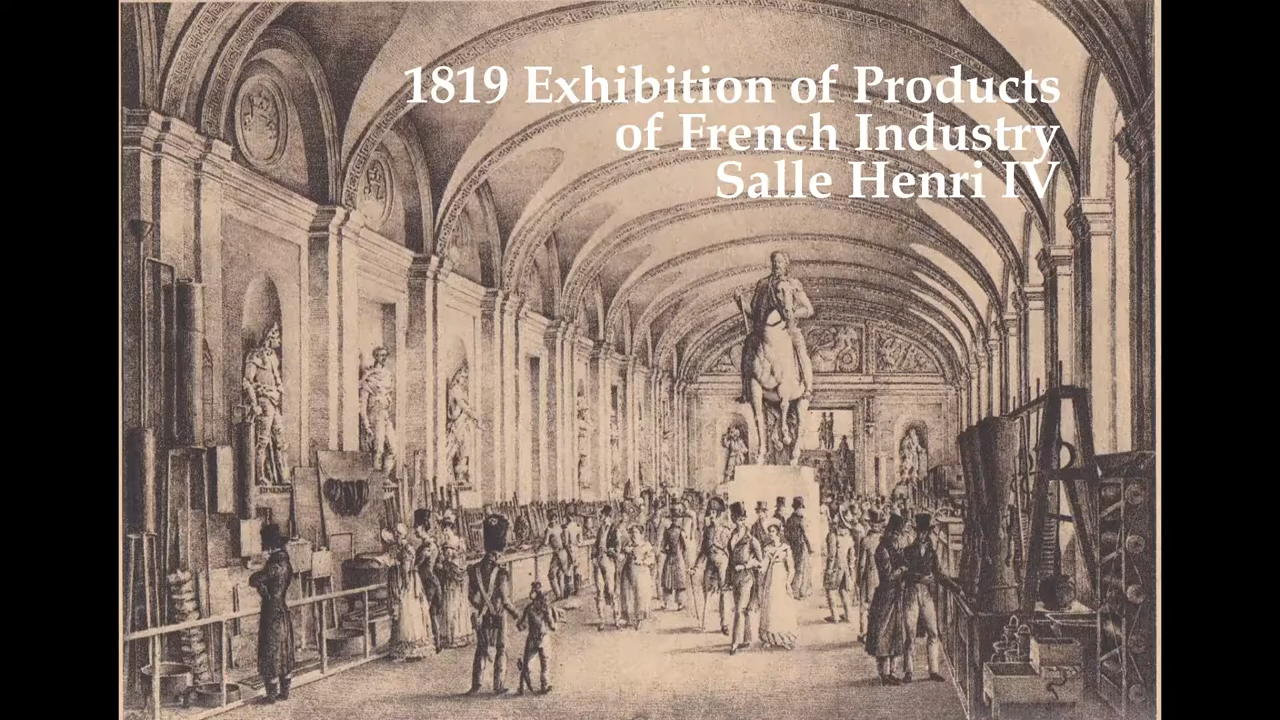 1819 Exhibition of Products
of French Industry
Salle Henri IV